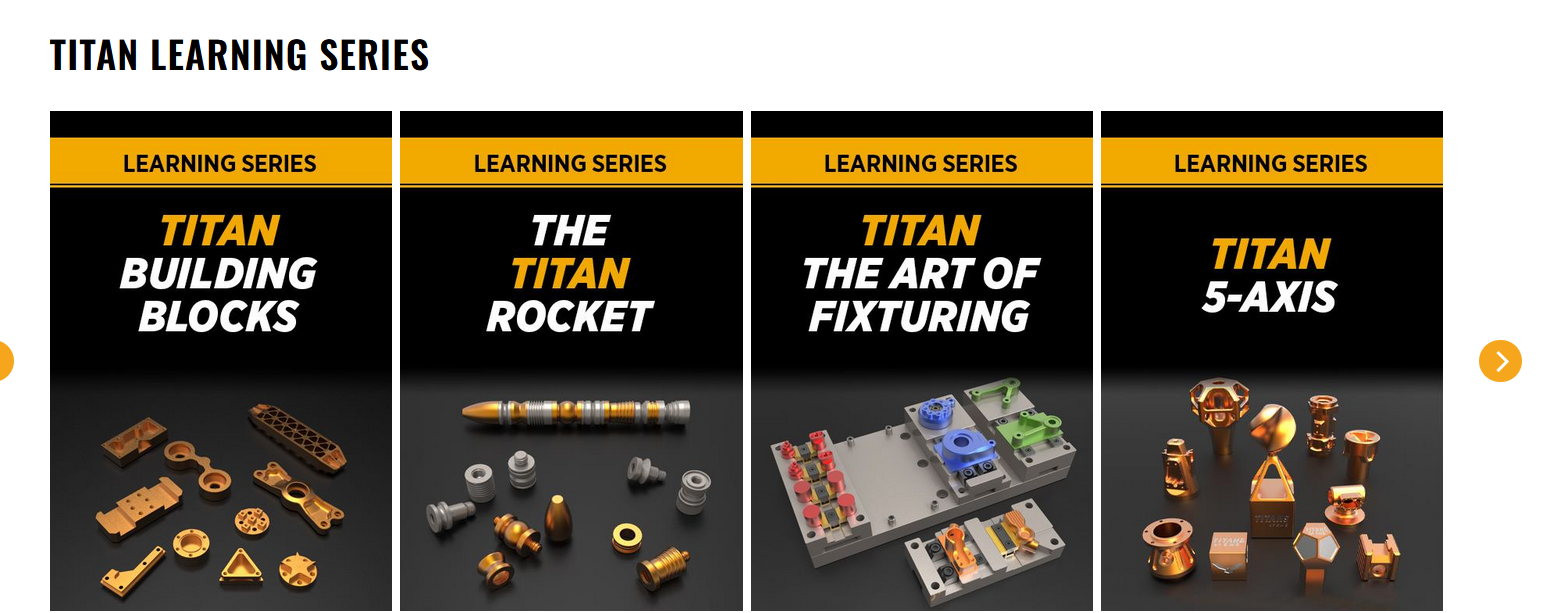 TITAN LEARNING SERIES
LEARNING SERIES
TITAN
BUILDING
BLOCKS
LEARNING SERIES
THE
TITAN
ROCKET
LEARNING SERIES
TITAN
THE ART OF
FIXTURING
LEARNING SERIES
TITAN
5-AXIS
TITANS